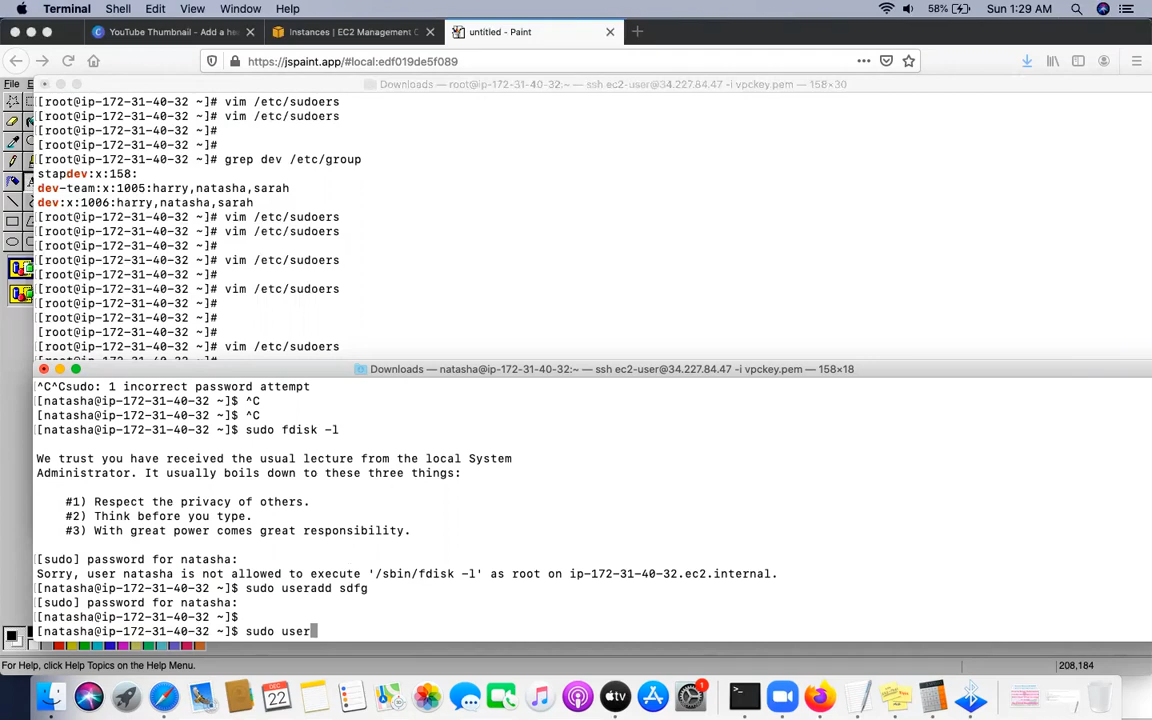 Terminal Shell Edit View Window Help 58% Sun 1:29 AM
YouTube Thumbnail - Add a he Instances | EC2 Management C untitled - Paint
https://jspaint.app/#local:edf019de5f089
File
Downloads — root@ip-172-31-40-32:~ — ssh ec2-user@34.227.84.47 -i vpckey.pem — 158×30
[root@ip-172-31-40-32 ~]# vim /etc/sudoers
[root@ip-172-31-40-32 ~]# vim /etc/sudoers
[root@ip-172-31-40-32 ~]#
[root@ip-172-31-40-32 ~]#
[root@ip-172-31-40-32 ~]# grep dev /etc/group
stapdev:x:158:
dev-team:x:1005:harry,natasha,sarah
dev:x:1006:harry,natasha,sarah
[root@ip-172-31-40-32 ~]# vim /etc/sudoers
[root@ip-172-31-40-32 ~]# vim /etc/sudoers
[root@ip-172-31-40-32 ~]#
[root@ip-172-31-40-32 ~]# vim /etc/sudoers
[root@ip-172-31-40-32 ~]#
[root@ip-172-31-40-32 ~]# vim /etc/sudoers
[root@ip-172-31-40-32 ~]#
[root@ip-172-31-40-32 ~]#
[root@ip-172-31-40-32 ~]#
[root@ip-172-31-40-32 ~]# vim /etc/sudoers
Downloads — natasha@ip-172-31-40-32:~ — ssh ec2-user@34.227.84.47 -i vpckey.pem — 158×18
^C^Csudo: 1 incorrect password attempt
[natasha@ip-172-31-40-32 ~]$ ^C
[natasha@ip-172-31-40-32 ~]$ ^C
[natasha@ip-172-31-40-32 ~]$ sudo fdisk -l
We trust you have received the usual lecture from the local System
Administrator. It usually boils down to these three things:
#1) Respect the privacy of others.
#2) Think before you type.
#3) With great power comes great responsibility.
[sudo] password for natasha:
Sorry, user natasha is not allowed to execute '/sbin/fdisk -l' as root on ip-172-31-40-32.ec2.internal.
[natasha@ip-172-31-40-32 ~]$ sudo useradd sdfg
[sudo] password for natasha:
[natasha@ip-172-31-40-32 ~]$
[natasha@ip-172-31-40-32 ~]$ sudo user
For Help, click Help Topics on the Help Menu. 208,184
DEC
22
tv
1